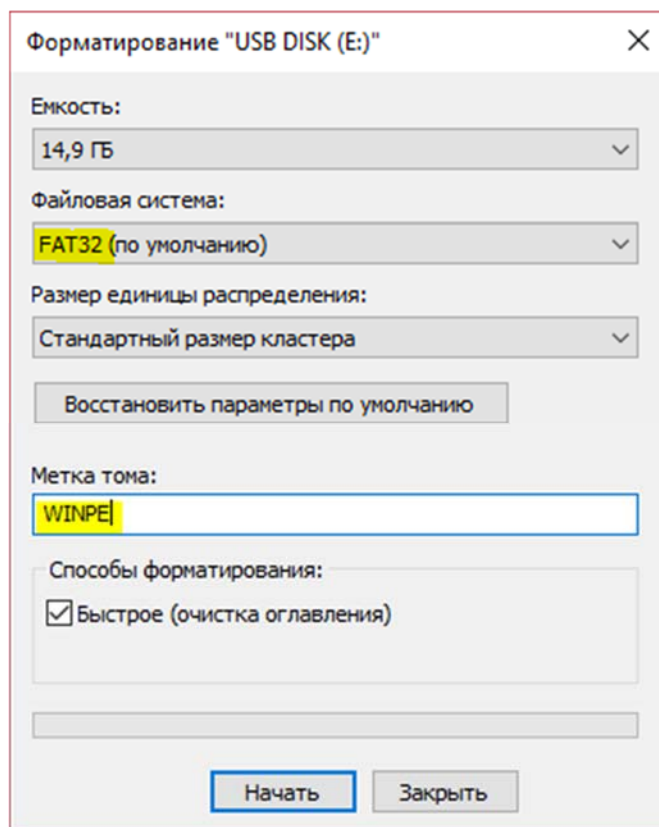 Форматирование "USB DISK (E:)"
Емкость:
14,9 ГБ
Файловая система:
FAT32 (по умолчанию)
Размер единицы распределения:
Стандартный размер кластера
Восстановить параметры по умолчанию
Метка тома:
WINPE
Способы форматирования:
Быстрое (очистка оглавления)
Начать Закрыть